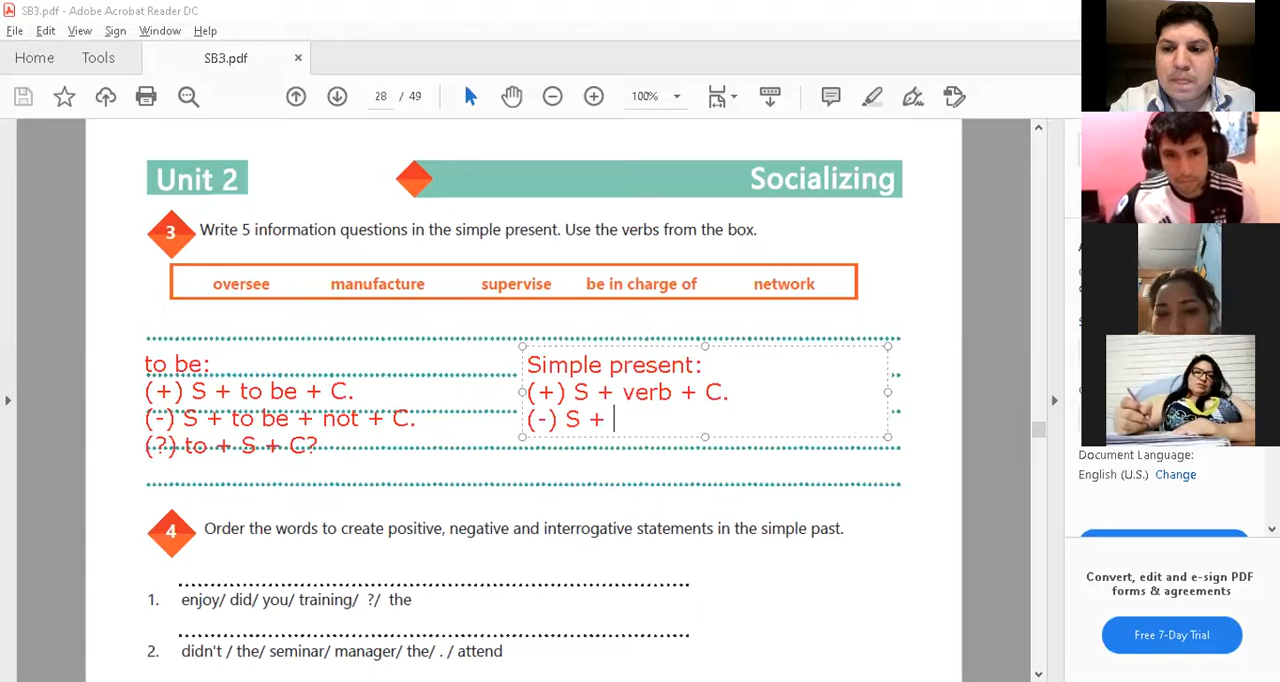 SB3.pdf - Adobe Acrobat Reader DC
File Edit View Sign Window Help
Home Tools SB3.pdf ×
28 / 49 100%
Unit 2 Socializing
3 Write 5 information questions in the simple present. Use the verbs from the box.
oversee manufacture supervise be in charge of network
to be:
(+) S + to be + C.
(-) S + to be + not + C.
(?) to + S + C?
Simple present:
(+) S + verb + C.
(-) S +
4 Order the words to create positive, negative and interrogative statements in the simple past.
1. enjoy/ did/ you/ training/ ?/ the
2. didn't / the/ seminar/ manager/ the/ . / attend
Document Language:
English (U.S.) Change
Convert, edit and e-sign PDF
forms & agreements
Free 7-Day Trial